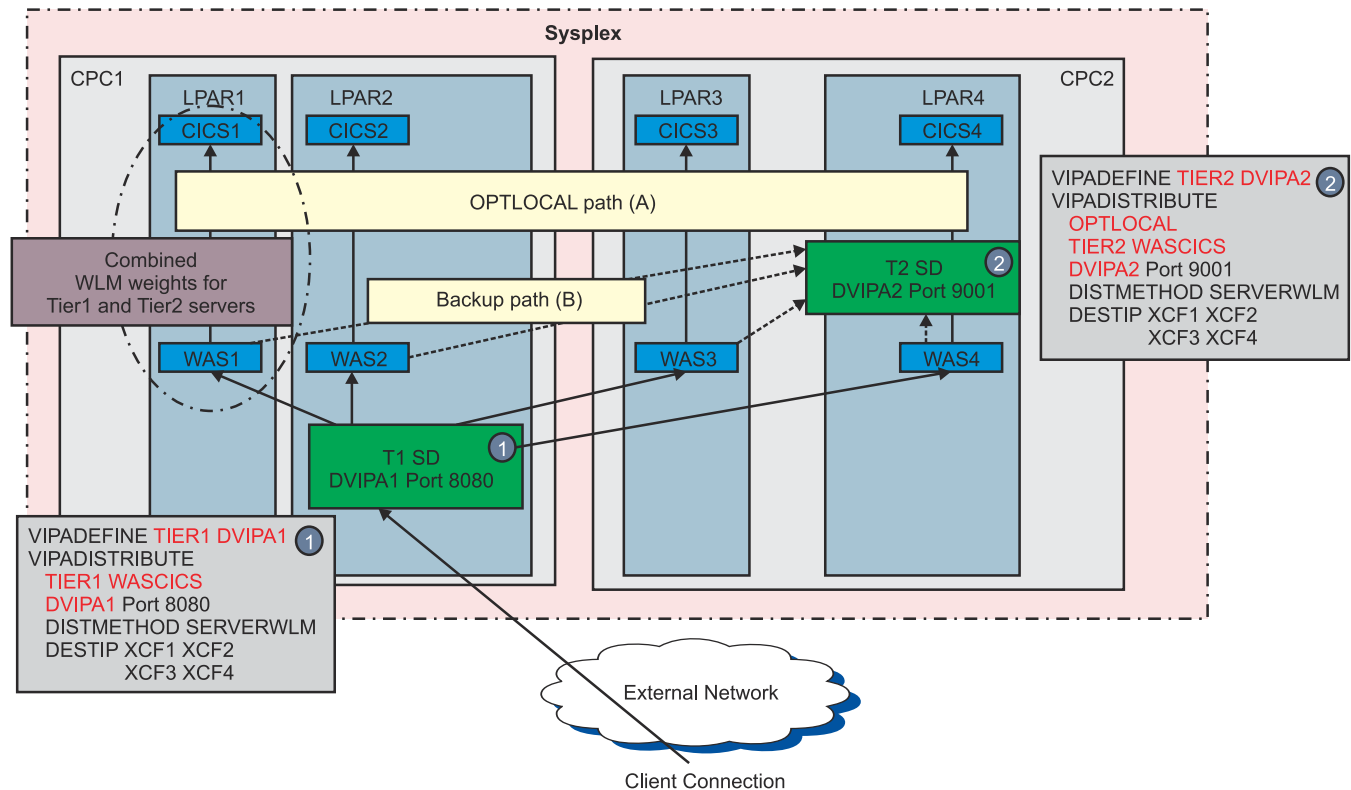 Sysplex
CPC1
CPC2
LPAR1
LPAR2
LPAR3
LPAR4
CICS1
CICS2
CICS3
CICS4
OPTLOCAL path (A)
Combined
WLM weights for
Tier1 and Tier2 servers
Backup path (B)
T2 SD
2
DVIPA2 Port 9001
WAS1
WAS2
WAS3
WAS4
T1 SD
1
DVIPA1 Port 8080
VIPADEFINE TIER2 DVIPA2
2
VIPADISTRIBUTE
OPTLOCAL
TIER2 WASCICS
DVIPA2 Port 9001
DISTMETHOD SERVERWLM
DESTIP XCF1 XCF2
XCF3 XCF4
VIPADEFINE TIER1 DVIPA1
1
VIPADISTRIBUTE
TIER1 WASCICS
DVIPA1 Port 8080
DISTMETHOD SERVERWLM
DESTIP XCF1 XCF2
XCF3 XCF4
External Network
Client Connection